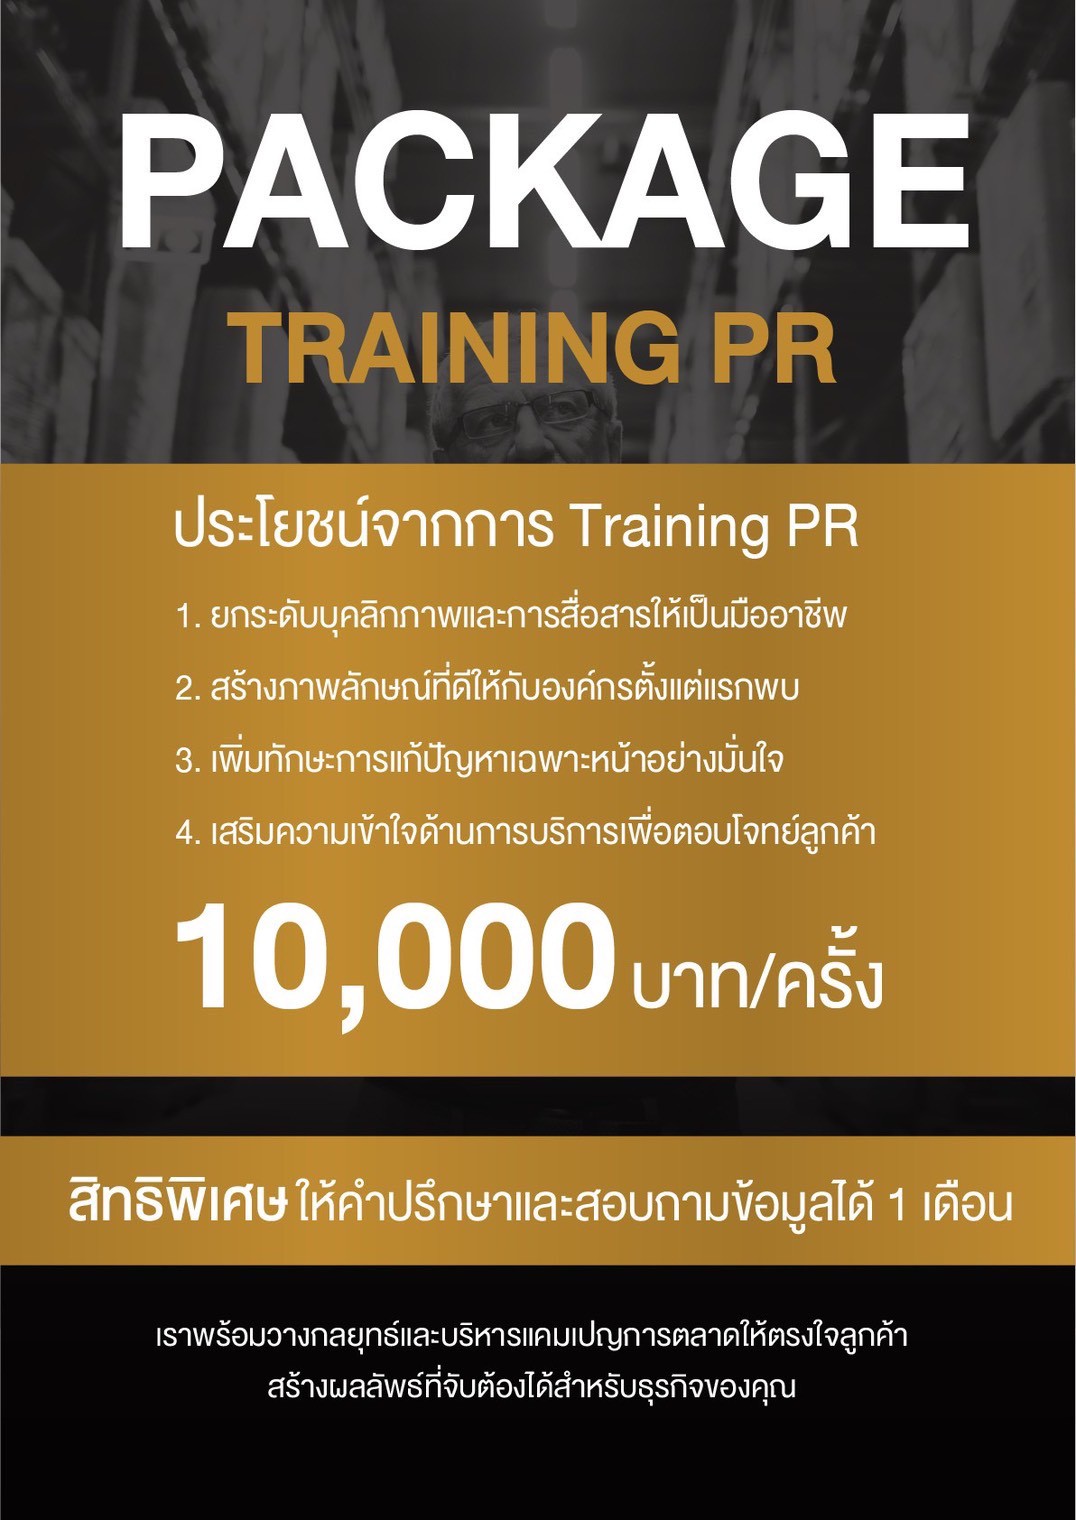 PACKAGE
TRAINING PR
ประโยชน์จากการ Training PR
1. ยกระดับบุคลิกภาพและการสื่อสารให้เป็นมืออาชีพ
2. สร้างภาพลักษณ์ที่ดีให้กับองค์กรตั้งแต่แรกพบ
3. เพิ่มทักษะการแก้ปัญหาเฉพาะหน้าอย่างมั่นใจ
4. เสริมความเข้าใจด้านการบริการเพื่อตอบโจทย์ลูกค้า
10,000 บาท/ครั้ง
สิทธิพิเศษ ให้คำปรึกษาและสอบถามข้อมูลได้ 1 เดือน
เราพร้อมวางกลยุทธ์และบริหารแคมเปญการตลาดให้ตรงใจลูกค้า
สร้างผลลัพธ์ที่จับต้องได้สำหรับธุรกิจของคุณ